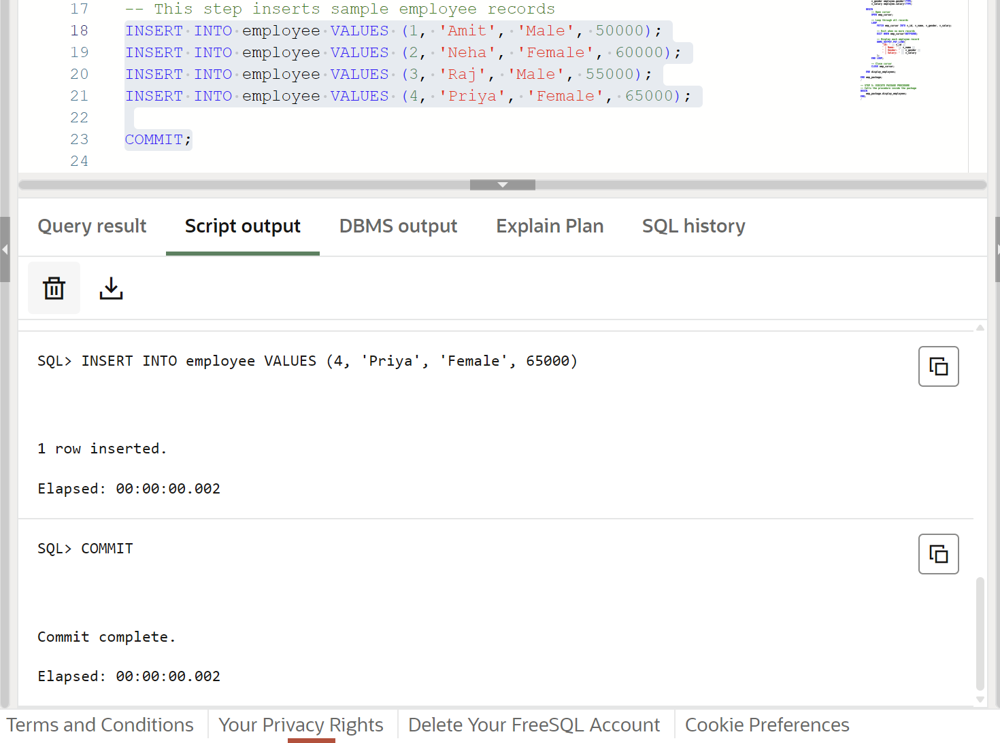 17 -- This step inserts sample employee records
18 INSERT INTO employee VALUES (1, 'Amit', 'Male', 50000);
19 INSERT INTO employee VALUES (2, 'Neha', 'Female', 60000);
20 INSERT INTO employee VALUES (3, 'Raj', 'Male', 55000);
21 INSERT INTO employee VALUES (4, 'Priya', 'Female', 65000);
22
23 COMMIT;
24
Query result Script output DBMS output Explain Plan SQL history
SQL> INSERT INTO employee VALUES (4, 'Priya', 'Female', 65000)
1 row inserted.
Elapsed: 00:00:00.002
SQL> COMMIT
Commit complete.
Elapsed: 00:00:00.002
Terms and Conditions Your Privacy Rights Delete Your FreeSQL Account Cookie Preferences